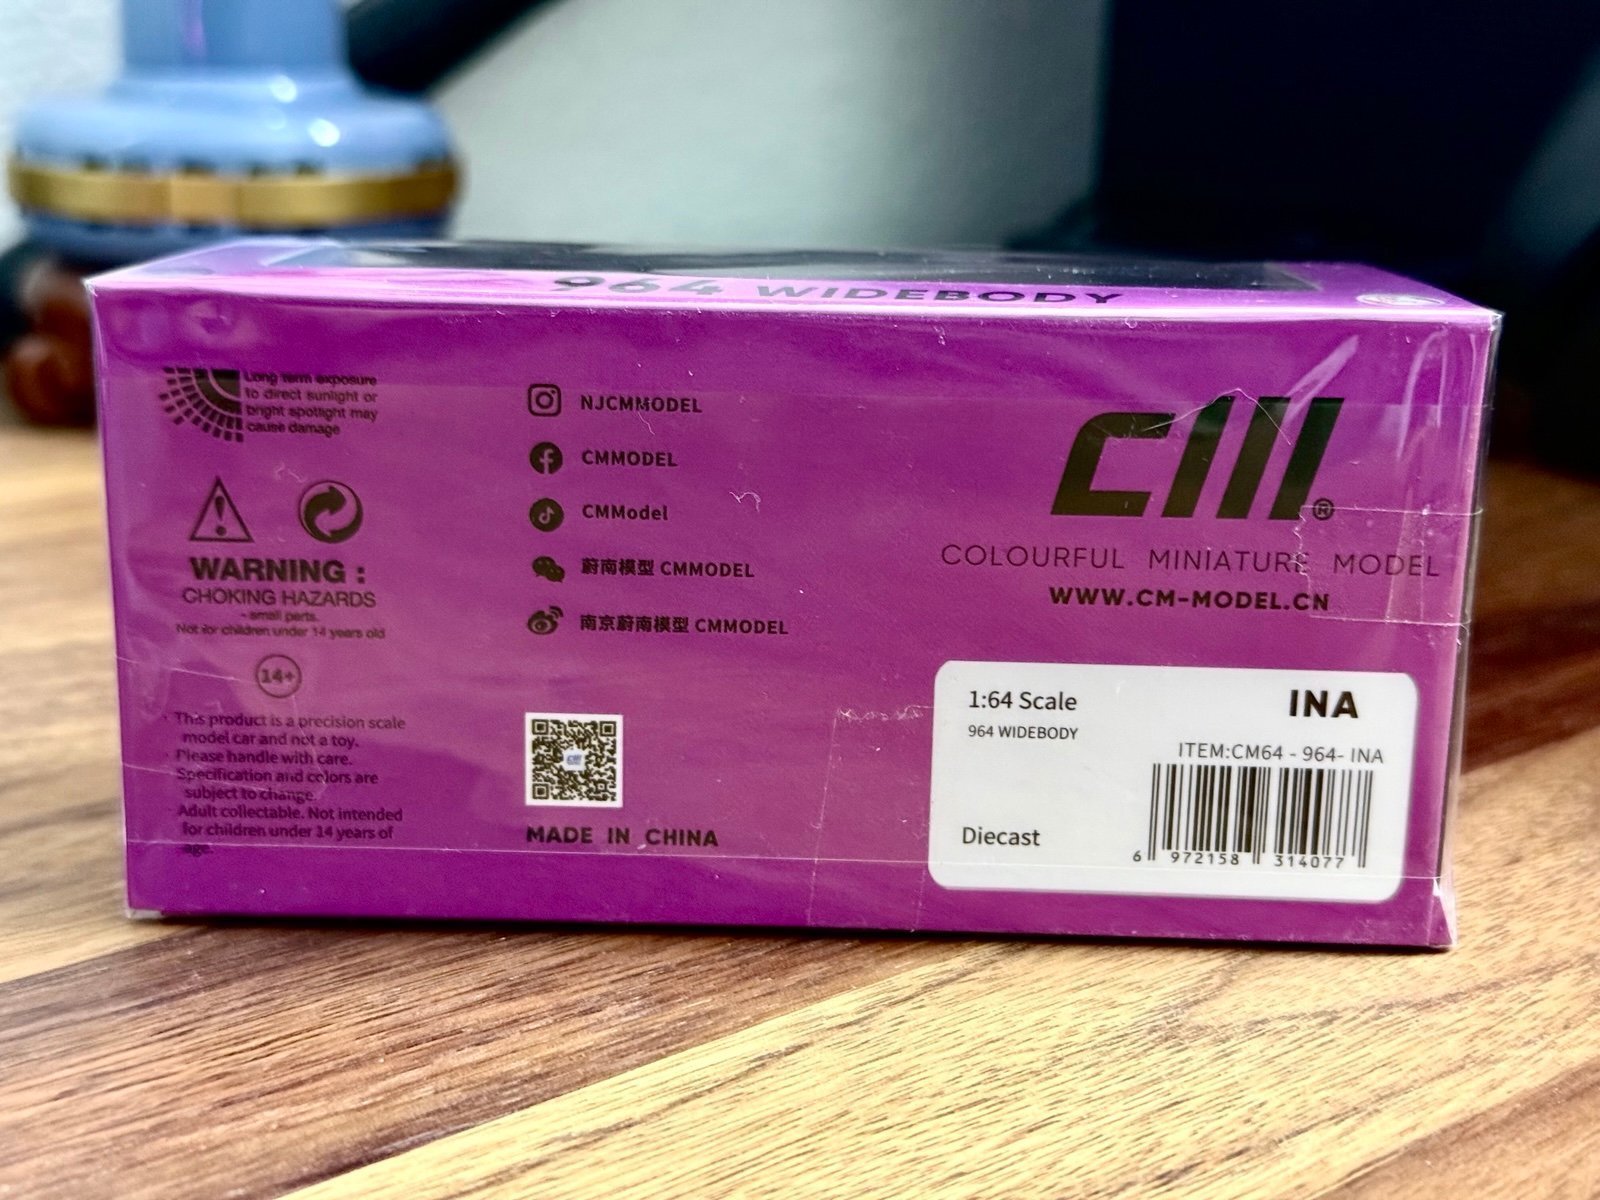 964 WIDEBODY
Long term exposure
to direct sunlight or
bright spotlight may
cause damage
WARNING :
CHOKING HAZARDS
- small parts.
Not for children under 14 years old
14+
· This product is a precision scale
model car and not a toy.
· Please handle with care.
· Specification and colors are
subject to change.
· Adult collectable. Not intended
for children under 14 years of
age.
NJCMMODEL
CMMODEL
CMModel
蔚南模型 CMMODEL
南京蔚南模型 CMMODEL
MADE IN CHINA
CM®
COLOURFUL MINIATURE MODEL
WWW.CM-MODEL.CN
1:64 Scale
INA
964 WIDEBODY
ITEM:CM64 - 964- INA
Diecast
6 972158 314077